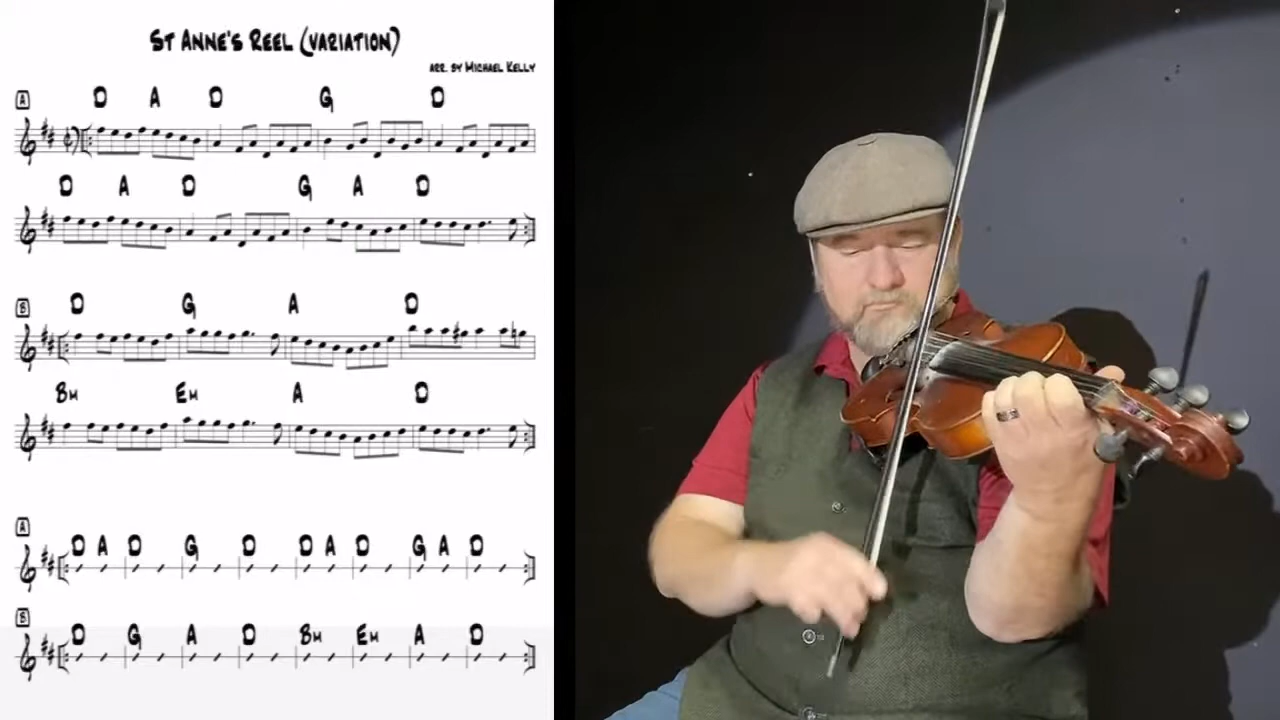 St Anne's Reel (variation)
arr. by Michael Kelly
A D A D G D
D A D G A D
B D G A D
Bm Em A D
A D A D G D D A D G A D
B D G A D Bm Em A D